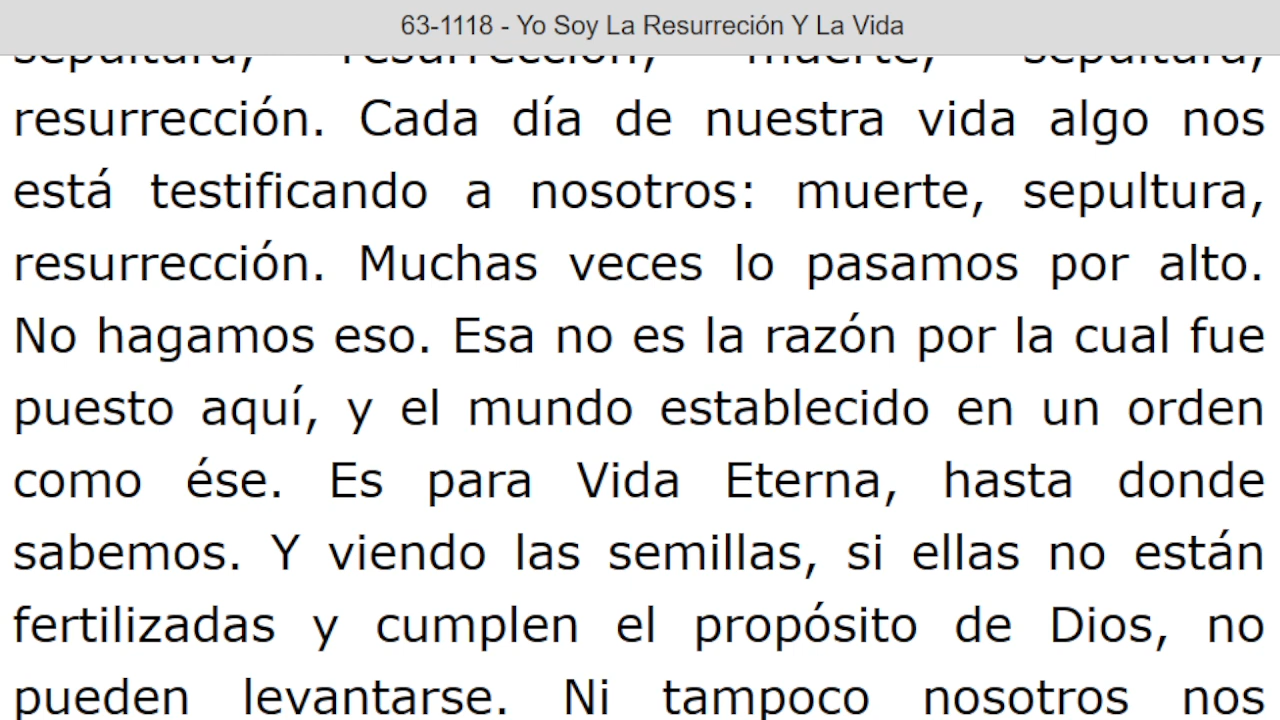 63-1118 - Yo Soy La Resurreción Y La Vida
sepultura, resurrección, muerte, sepultura,
resurrección. Cada día de nuestra vida algo nos
está testificando a nosotros: muerte, sepultura,
resurrección. Muchas veces lo pasamos por alto.
No hagamos eso. Esa no es la razón por la cual fue
puesto aquí, y el mundo establecido en un orden
como ése. Es para Vida Eterna, hasta donde
sabemos. Y viendo las semillas, si ellas no están
fertilizadas y cumplen el propósito de Dios, no
pueden levantarse. Ni tampoco nosotros nos